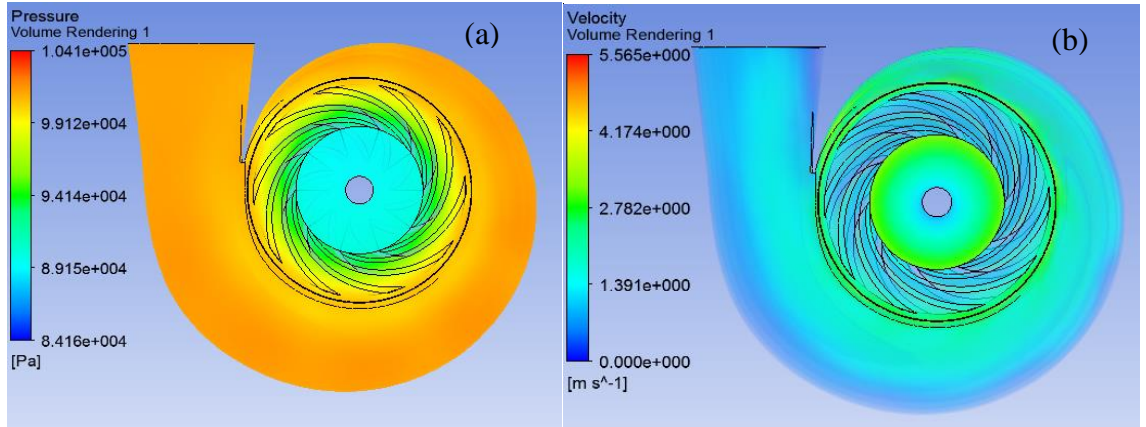 Pressure
Volume Rendering 1
(a)
1.041e+005
9.912e+004
9.414e+004
8.915e+004
8.416e+004
[Pa]
Velocity
Volume Rendering 1
(b)
5.565e+000
4.174e+000
2.782e+000
1.391e+000
0.000e+000
[m s^-1]